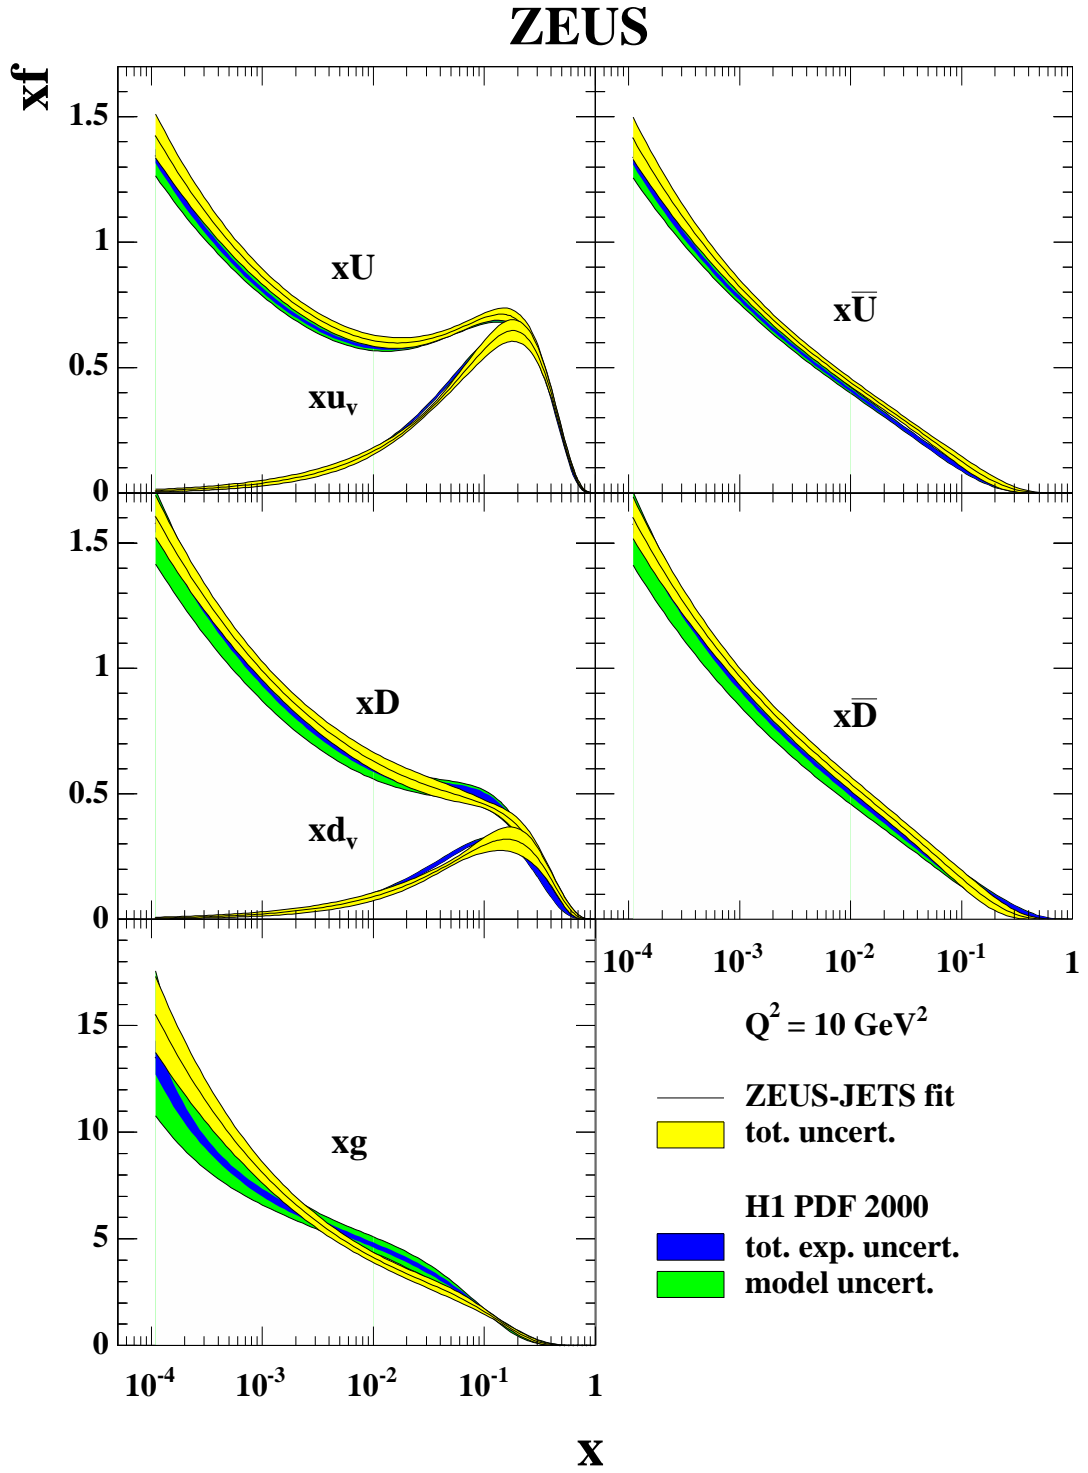 ZEUS
xf
1.5
1
0.5
0
xU
xu_v
xU̅
1.5
1
0.5
0
xD
xd_v
xD̅
15
10
5
0
xg
10^-4 10^-3 10^-2 10^-1 1
10^-4 10^-3 10^-2 10^-1 1
x
Q^2 = 10 GeV^2
ZEUS-JETS fit
tot. uncert.
H1 PDF 2000
tot. exp. uncert.
model uncert.